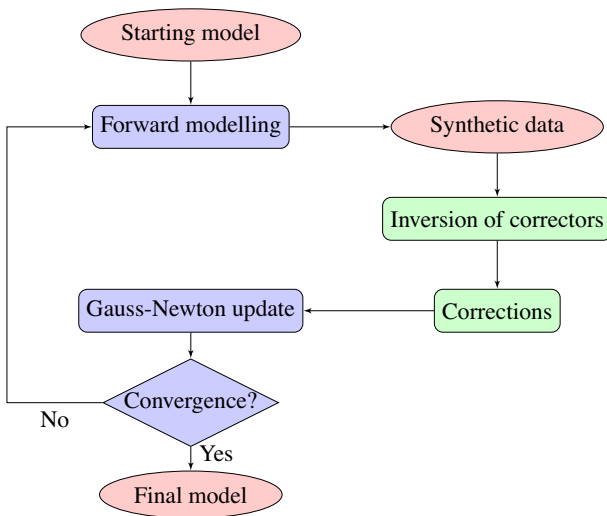 Starting model
Forward modelling
Synthetic data
Inversion of correctors
Gauss-Newton update
Corrections
Convergence?
No
Yes
Final model